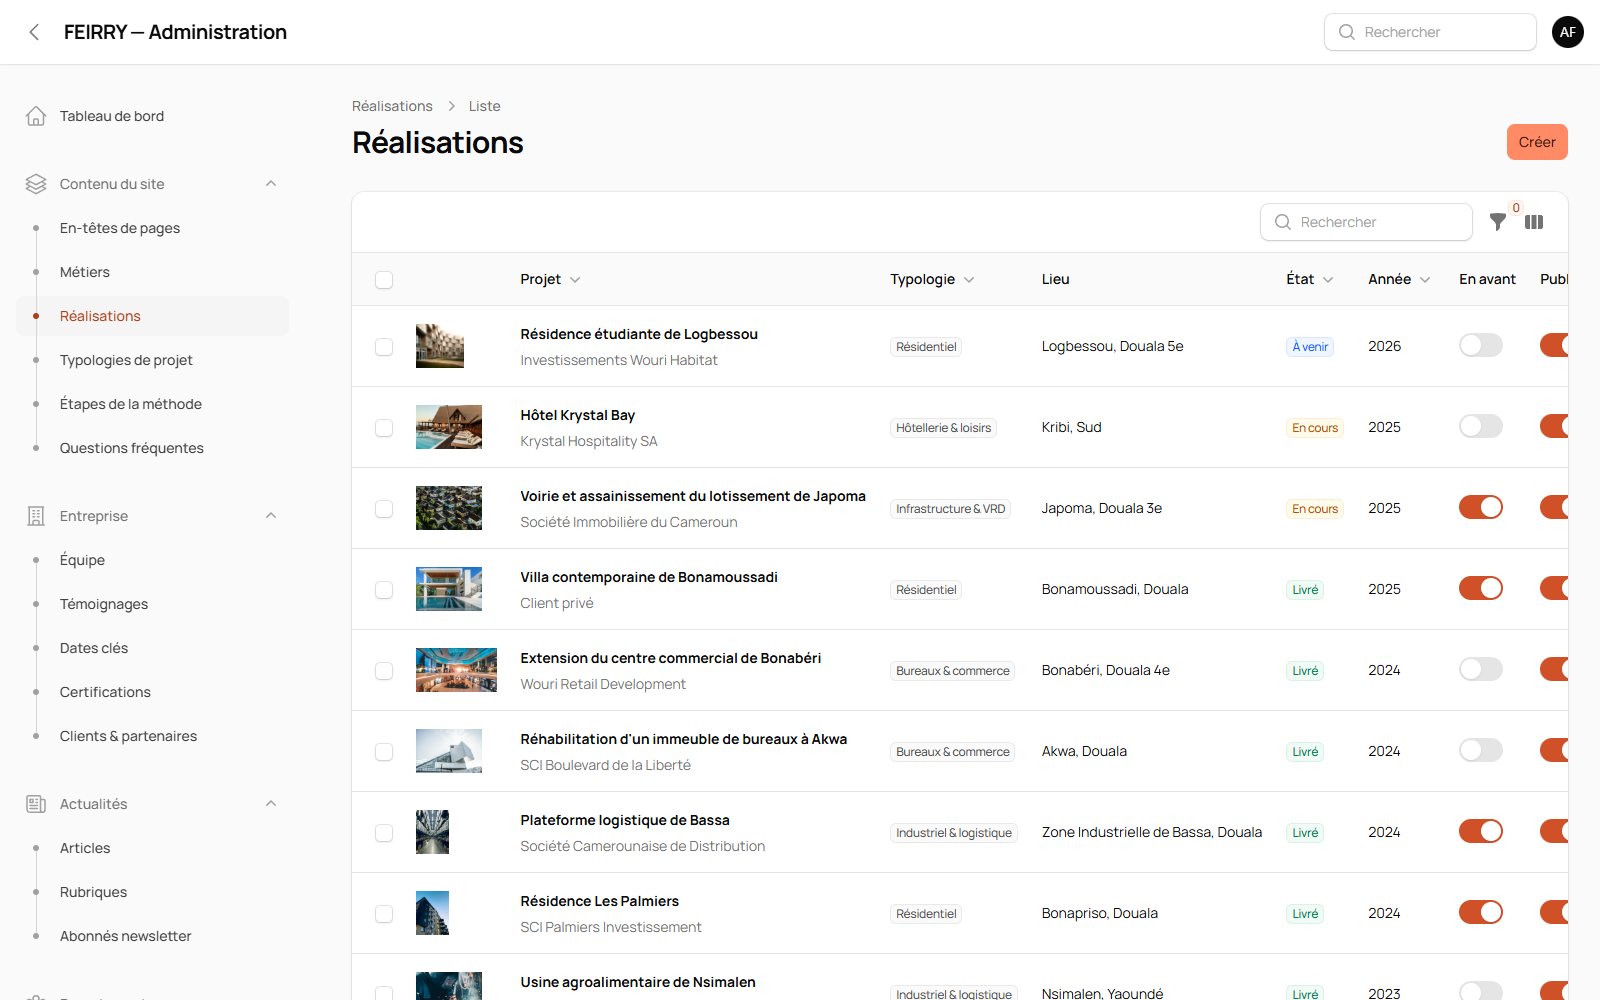 FEIRRY — Administration
Rechercher
AF
Tableau de bord
Contenu du site
En-têtes de pages
Métiers
Réalisations
Typologies de projet
Étapes de la méthode
Questions fréquentes
Entreprise
Équipe
Témoignages
Dates clés
Certifications
Clients & partenaires
Actualités
Articles
Rubriques
Abonnés newsletter
Réalisations > Liste
Réalisations
Créer
Rechercher
0
Projet Typologie Lieu État Année En avant Publ
Résidence étudiante de Logbessou
Investissements Wouri Habitat
Résidentiel
Logbessou, Douala 5e
À venir
2026
Hôtel Krystal Bay
Krystal Hospitality SA
Hôtellerie & loisirs
Kribi, Sud
En cours
2025
Voirie et assainissement du lotissement de Japoma
Société Immobilière du Cameroun
Infrastructure & VRD
Japoma, Douala 3e
En cours
2025
Villa contemporaine de Bonamoussadi
Client privé
Résidentiel
Bonamoussadi, Douala
Livré
2025
Extension du centre commercial de Bonabéri
Wouri Retail Development
Bureaux & commerce
Bonabéri, Douala 4e
Livré
2024
Réhabilitation d'un immeuble de bureaux à Akwa
SCI Boulevard de la Liberté
Bureaux & commerce
Akwa, Douala
Livré
2024
Plateforme logistique de Bassa
Société Camerounaise de Distribution
Industriel & logistique
Zone Industrielle de Bassa, Douala
Livré
2024
Résidence Les Palmiers
SCI Palmiers Investissement
Résidentiel
Bonapriso, Douala
Livré
2024
Usine agroalimentaire de Nsimalen
Industriel & logistique
Nsimalen, Yaoundé
Livré
2023